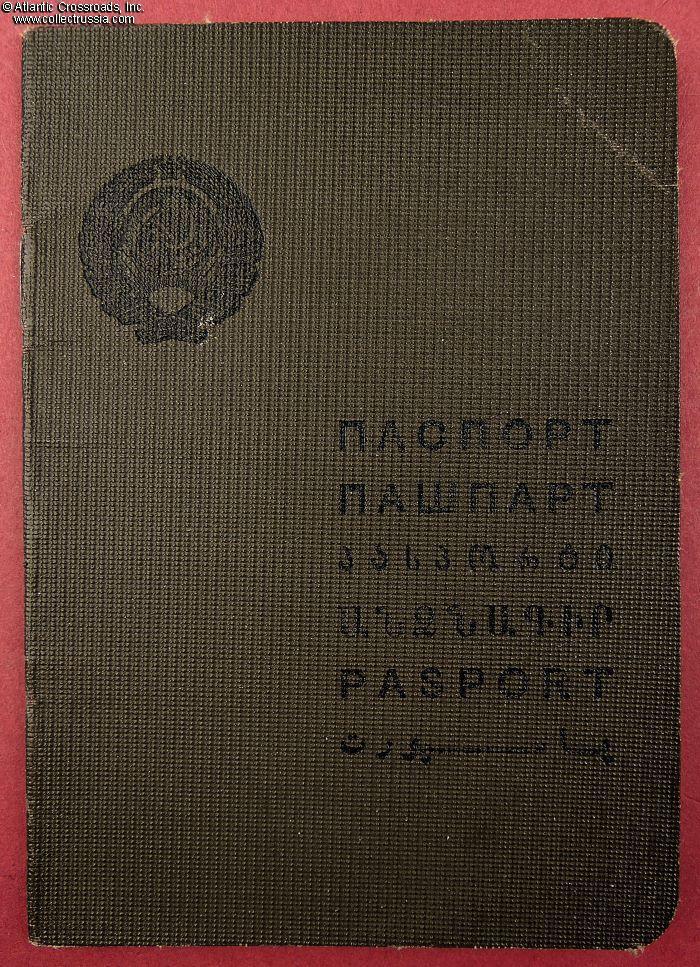 © Atlantic Crossroads, Inc.
www.collectrussia.com
ПАСПОРТ
ПАШПАРТ
პასპორტი
ԱՆՁՆԱԳԻՐ
PASPORT
پاسپورت